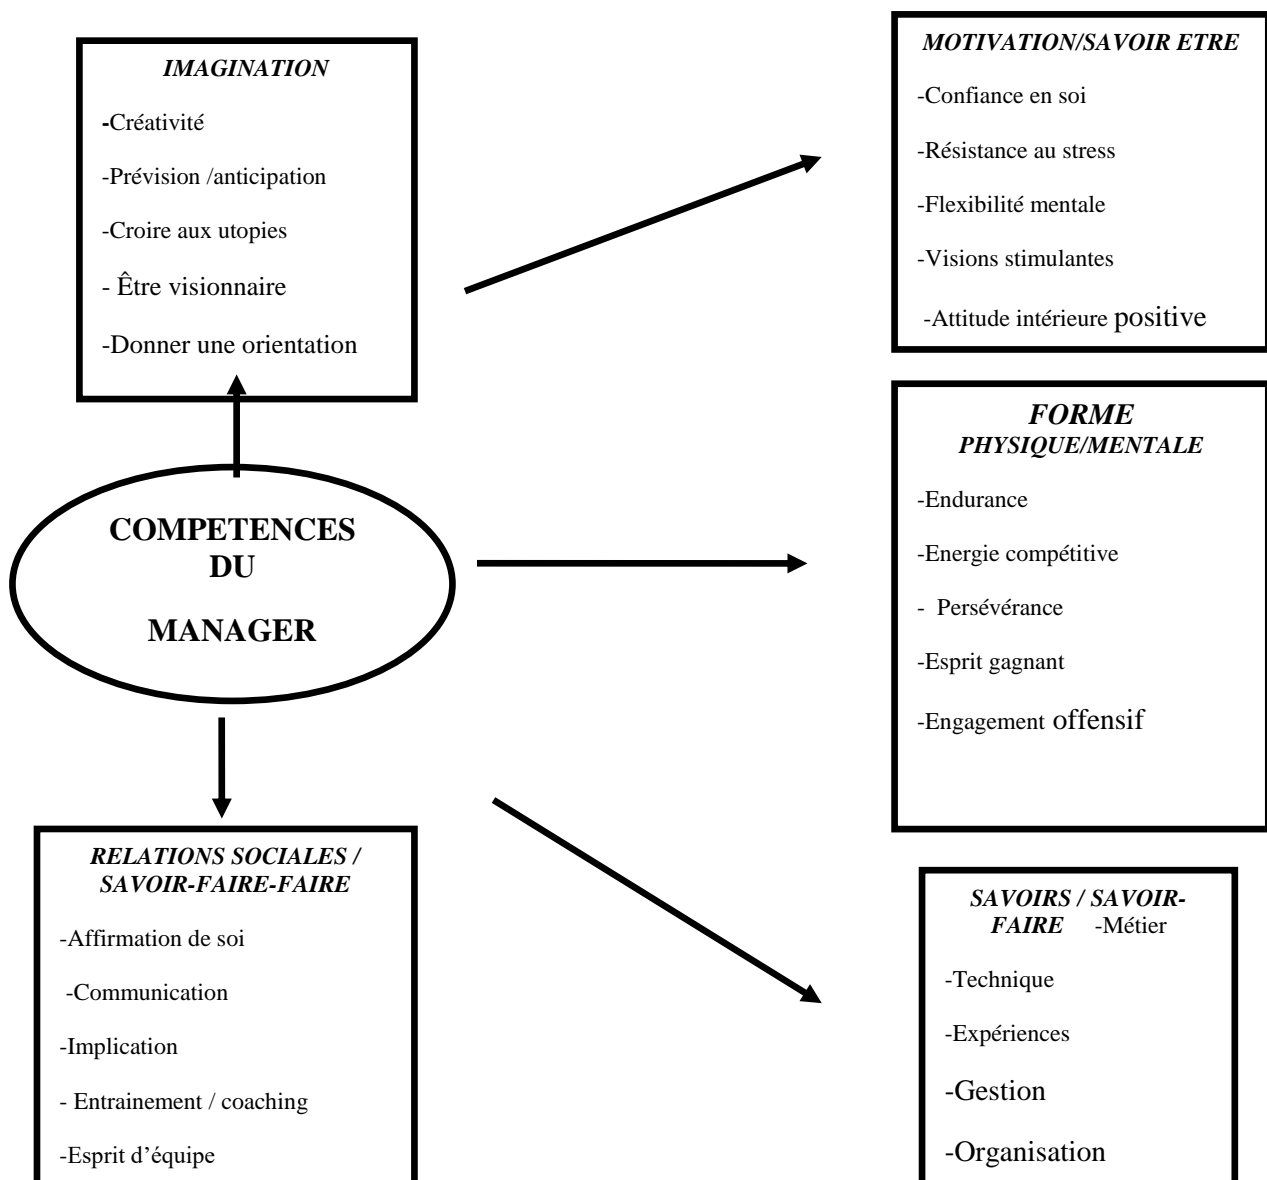 IMAGINATION
-Créativité
-Prévision /anticipation
-Croire aux utopies
- Être visionnaire
-Donner une orientation
MOTIVATION/SAVOIR ETRE
-Confiance en soi
-Résistance au stress
-Flexibilité mentale
-Visions stimulantes
-Attitude intérieure positive
COMPETENCES
DU
MANAGER
FORME
PHYSIQUE/MENTALE
-Endurance
-Energie compétitive
- Persévérance
-Esprit gagnant
-Engagement offensif
RELATIONS SOCIALES /
SAVOIR-FAIRE-FAIRE
-Affirmation de soi
-Communication
-Implication
- Entrainement / coaching
-Esprit d’équipe
SAVOIRS / SAVOIR-
FAIRE -Métier
-Technique
-Expériences
-Gestion
-Organisation